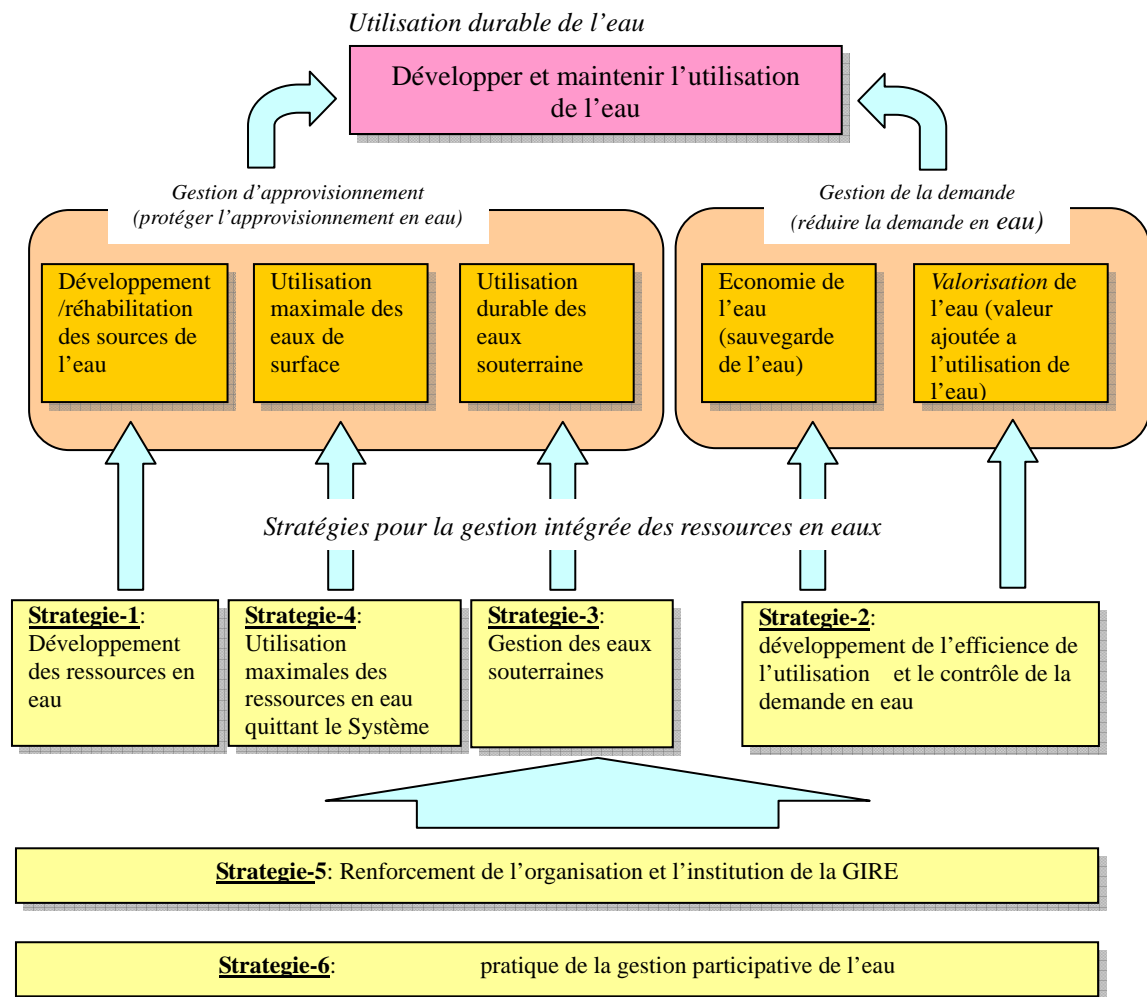 Utilisation durable de l’eau
Développer et maintenir l’utilisation
de l’eau
Gestion d’approvisionnement
(protéger l’approvisionnement en eau)
Gestion de la demande
(réduire la demande en eau)
Développement
/réhabilitation
des sources de
l’eau
Utilisation
maximale des
eaux de
surface
Utilisation
durable des
eaux
souterraine
Economie de
l’eau
(sauvegarde
de l’eau)
Valorisation de
l’eau (valeur
ajoutée a
l’utilisation de
l’eau)
Stratégies pour la gestion intégrée des ressources en eaux
Strategie-1:
Développement
des ressources en
eau
Strategie-4:
Utilisation
maximales des
ressources en eau
quittant le Système
Strategie-3:
Gestion des eaux
souterraines
Strategie-2:
développement de l’efficience de
l’utilisation et le contrôle de la
demande en eau
Strategie-5: Renforcement de l’organisation et l’institution de la GIRE
Strategie-6: pratique de la gestion participative de l’eau